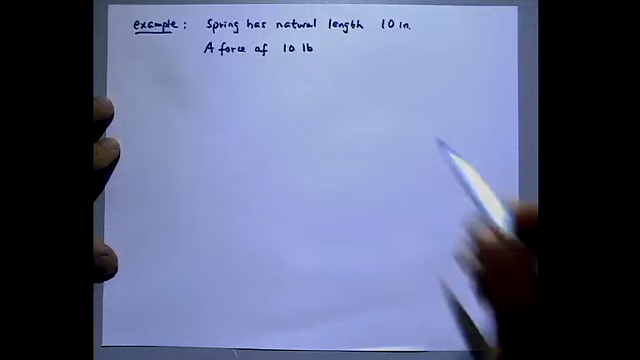 example : Spring has natural length 10 in.
A force of 10 lb